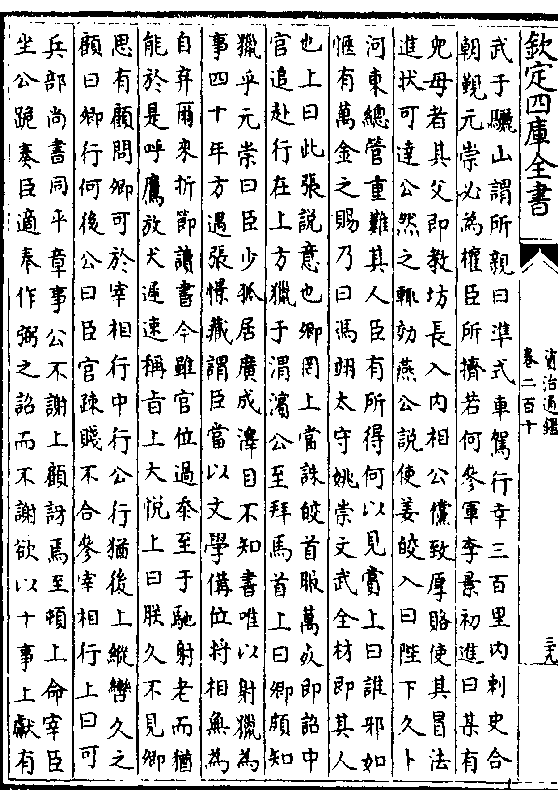 欽定四庫全書
資治通鑑
卷二百十
三九
武于驪山謂所親曰準式車駕行幸三百里內刺史合
朝覲元崇必為權臣所擠若何參軍李景初進曰某有
兒母者其父即教坊長入內相公儻致厚賂使其冒法
進狀可達公然之輒効燕公說使姜皎入曰陛下久卜
河東總管重難其人臣有所得何以見賞上曰誰邪如
愜有萬金之賜乃曰馮翊太守姚崇文武全材即其人
也上曰此張說意也卿罔上當誅皎首服萬死即詔中
官追赴行在上方獵于渭濱公至拜馬首上曰卿頗知
獵乎元崇曰臣少孤居廣成澤目不知書唯以射獵為
事四十年方遇張憬藏謂臣當以文學備位將相無為
自弃爾來折節讀書今雖官位過忝至于馳射老而猶
能於是呼鷹放犬遲速稱旨上大悅上曰朕久不見卿
思有顧問卿可於宰相行中行公行猶後上縱轡久之
顧曰卿行何後公曰臣官疎賤不合參宰相行上曰可
兵部尚書同平章事公不謝上顧訝焉至頓上命宰臣
坐公跪奏臣適奉作弼之詔而不謝欲以十事上獻有